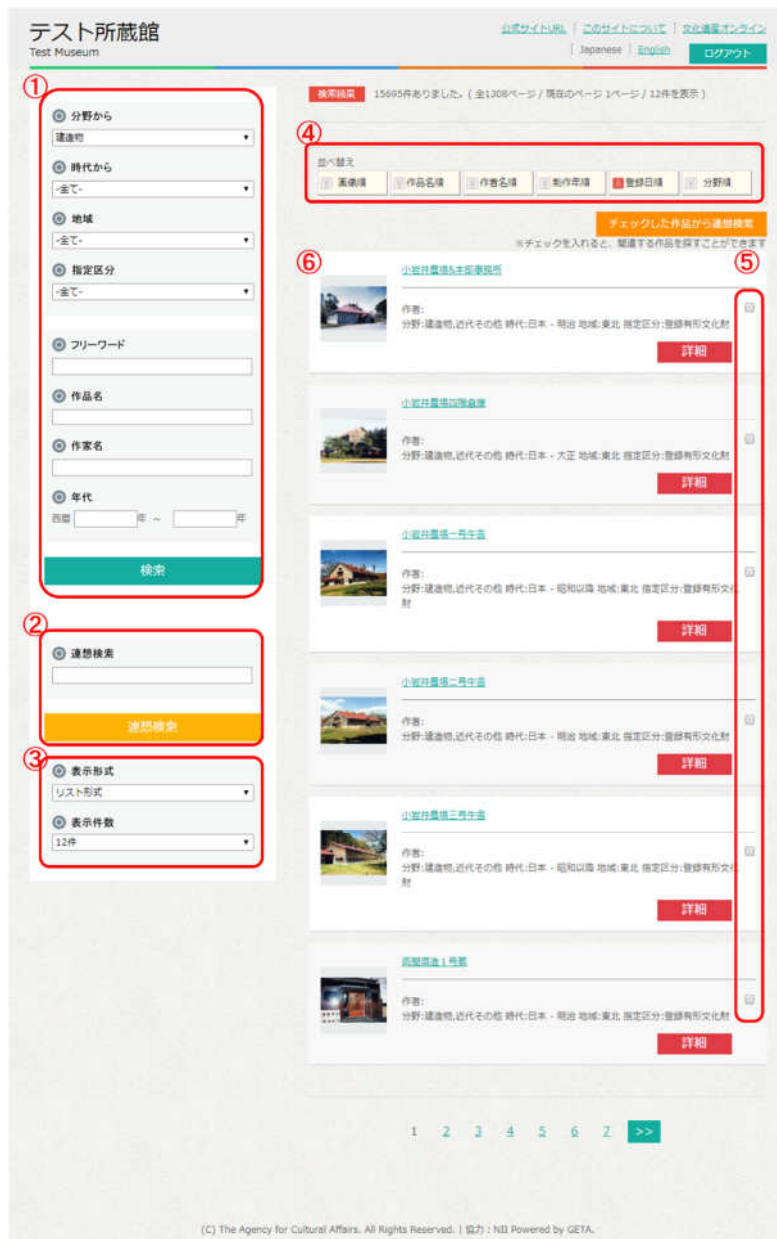 テスト所蔵館
Test Museum
公式サイトURL | このサイトについて | 文化遺産オンライン
| Japanese | English ログアウト
①
分野から
建造物
時代から
-全て-
地域
-全て-
指定区分
-全て-
フリーワード
作品名
作家名
年代
西暦 年 ~ 年
検索
②
連想検索
連想検索
③
表示形式
リスト形式
表示件数
12件
検索結果 15695件ありました。( 全1308ページ / 現在のページ 1ページ / 12件を表示 )
④
並べ替え
画像順 作品名順 作者名順 制作年順 登録日順 分野順
チェックした作品から連想検索
※チェックを入れると、関連する作品を探すことができます
⑥ ⑤
小岩井農場&本部事務所
作者:
分野:建造物,近代その他 時代:日本 - 明治 地域:東北 指定区分:登録有形文化財
詳細
小岩井農場四階倉庫
作者:
分野:建造物,近代その他 時代:日本 - 大正 地域:東北 指定区分:登録有形文化財
詳細
小岩井農場一号牛舎
作者:
分野:建造物,近代その他 時代:日本 - 昭和以降 地域:東北 指定区分:登録有形文化
財
詳細
小岩井農場二号牛舎
作者:
分野:建造物,近代その他 時代:日本 - 明治 地域:東北 指定区分:登録有形文化財
詳細
小岩井農場三号牛舎
作者:
分野:建造物,近代その他 時代:日本 - 昭和以降 地域:東北 指定区分:登録有形文化
財
詳細
1号蔵
作者:
分野:建造物,近代その他 時代:日本 - 明治 地域:東北 指定区分:登録有形文化財
詳細
1 2 3 4 5 6 7 >>
(C) The Agency for Cultural Affairs. All Rights Reserved. | 協力 : NII Powered by GETA.